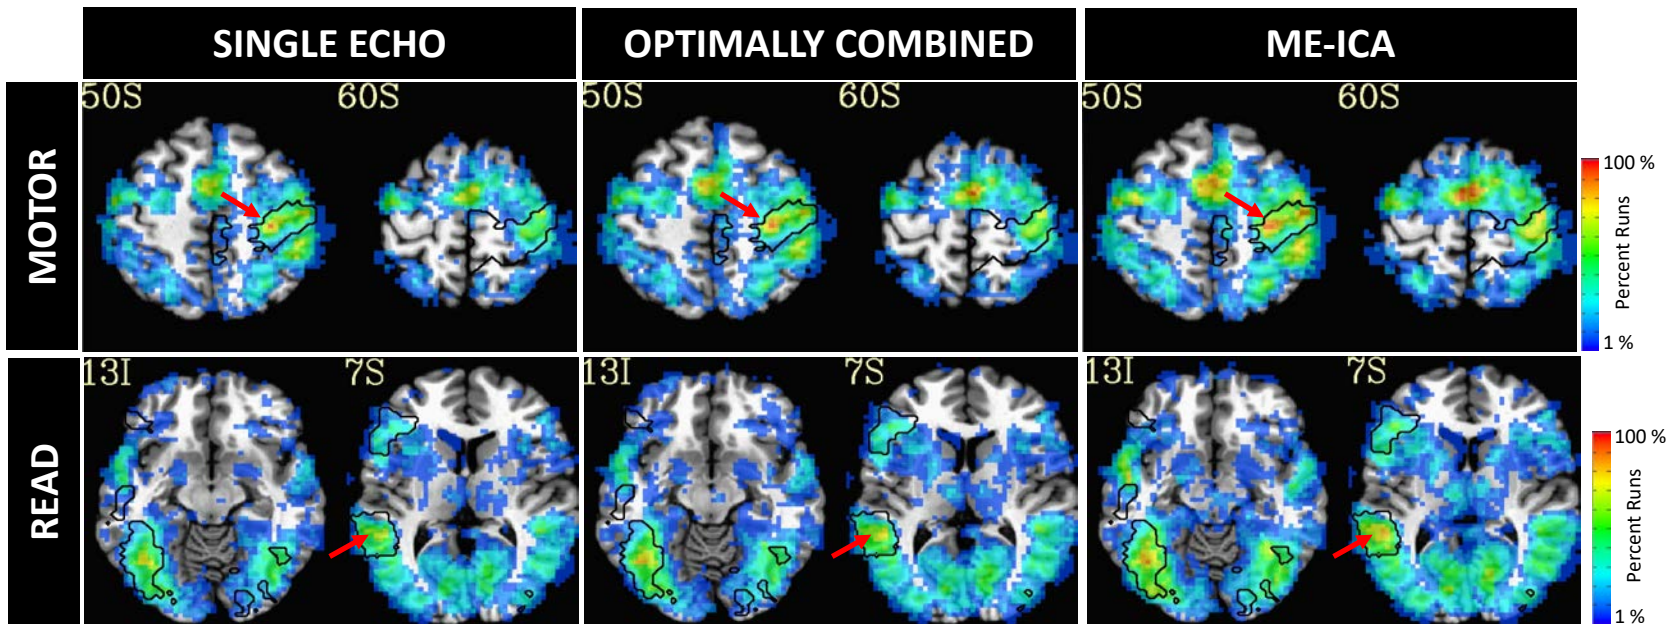 SINGLE ECHO
OPTIMALLY COMBINED
ME-ICA
MOTOR
50S
60S
50S
60S
50S
60S
100 %
Percent Runs
1 %
READ
13I
7S
13I
7S
13I
7S
100 %
Percent Runs
1 %